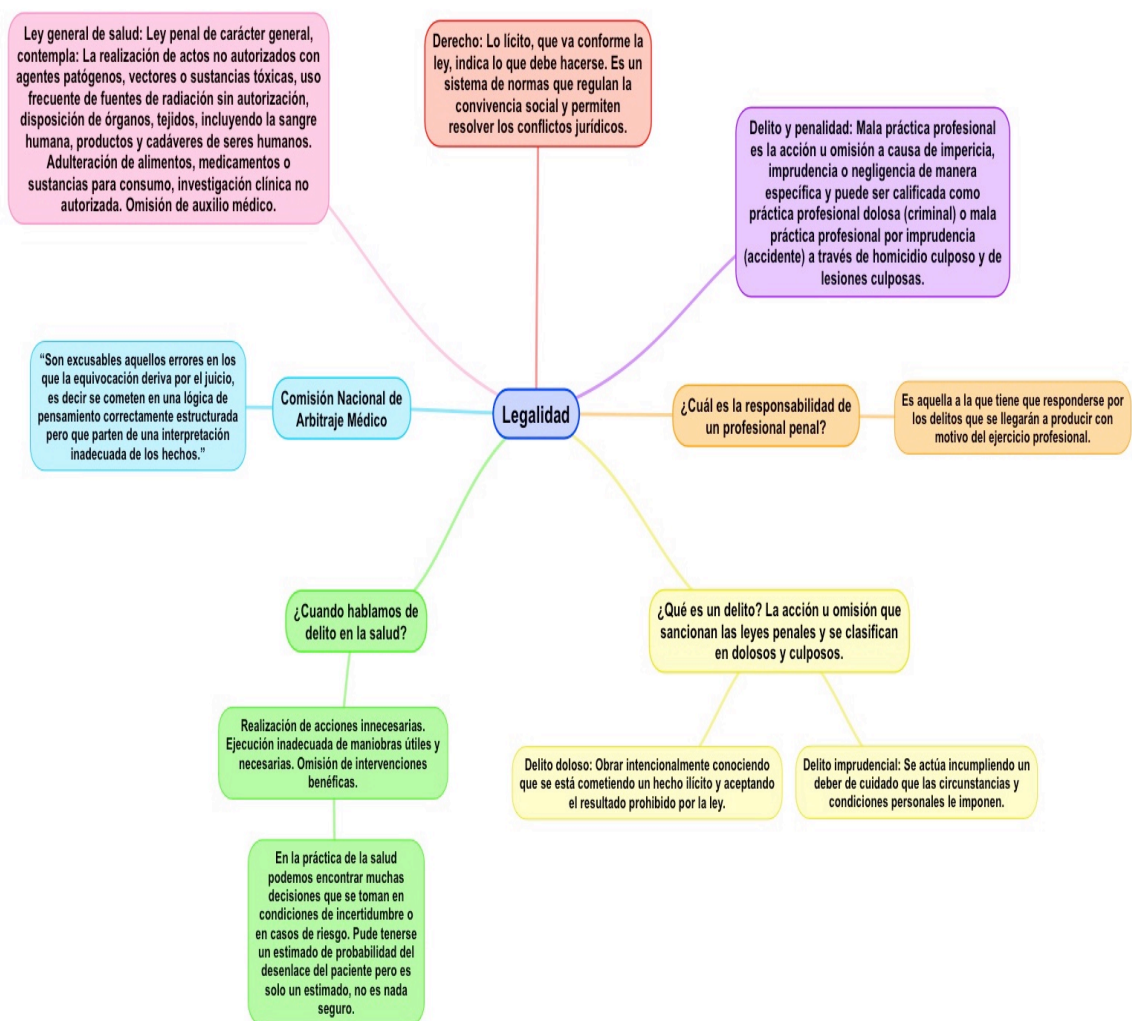 Ley general de salud: Ley penal de carácter general,
contempla: La realización de actos no autorizados con
agentes patógenos, vectores o sustancias tóxicas, uso
frecuente de fuentes de radiación sin autorización,
disposición de órganos, tejidos, incluyendo la sangre
humana, productos y cadáveres de seres humanos.
Adulteración de alimentos, medicamentos o
sustancias para consumo, investigación clínica no
autorizada. Omisión de auxilio médico.
Derecho: Lo lícito, que va conforme la
ley, indica lo que debe hacerse. Es un
sistema de normas que regulan la
convivencia social y permiten
resolver los conflictos jurídicos.
Delito y penalidad: Mala práctica profesional
es la acción u omisión a causa de impericia,
imprudencia o negligencia de manera
específica y puede ser calificada como
práctica profesional dolosa (criminal) o mala
práctica profesional por imprudencia
(accidente) a través de homicidio culposo y de
lesiones culposas.
“Son excusables aquellos errores en los
que la equivocación deriva por el juicio,
es decir se cometen en una lógica de
pensamiento correctamente estructurada
pero que parten de una interpretación
inadecuada de los hechos.”
Comisión Nacional de
Arbitraje Médico
Legalidad
¿Cuál es la responsabilidad de
un profesional penal?
Es aquella a la que tiene que responderse por
los delitos que se llegarán a producir con
motivo del ejercicio profesional.
¿Cuando hablamos de
delito en la salud?
Realización de acciones innecesarias.
Ejecución inadecuada de maniobras útiles y
necesarias. Omisión de intervenciones
benéficas.
En la práctica de la salud
podemos encontrar muchas
decisiones que se toman en
condiciones de incertidumbre o
en casos de riesgo. Pude tenerse
un estimado de probabilidad del
desenlace del paciente pero es
solo un estimado, no es nada
seguro.
¿Qué es un delito? La acción u omisión que
sancionan las leyes penales y se clasifican
en dolosos y culposos.
Delito doloso: Obrar intencionalmente conociendo
que se está cometiendo un hecho ilícito y aceptando
el resultado prohibido por la ley.
Delito imprudencial: Se actúa incumpliendo un
deber de cuidado que las circunstancias y
condiciones personales le imponen.